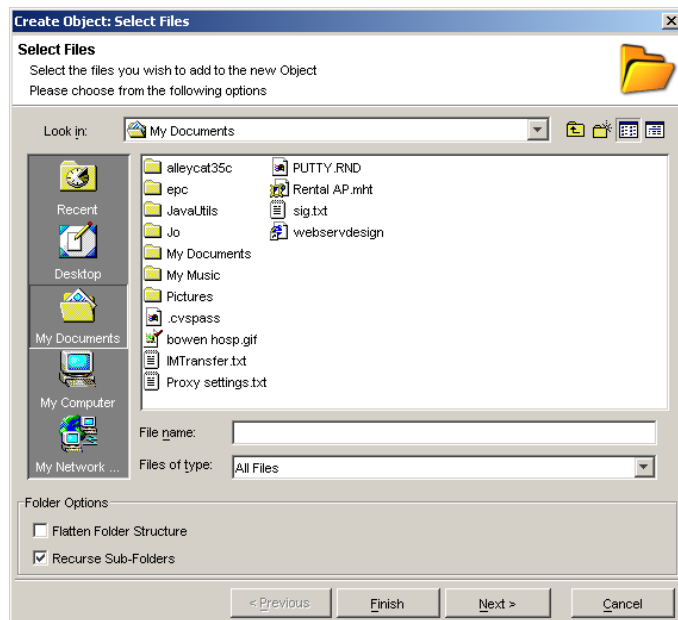 Create Object: Select Files
Select Files
Select the files you wish to add to the new Object
Please choose from the following options
Look in:
My Documents
Recent
Desktop
My Documents
My Computer
My Network ...
alleycat35c
epc
JavaUtils
Jo
My Documents
My Music
Pictures
.cvspass
bowen hosp.gif
IMTransfer.txt
Proxy settings.txt
PUTTY.RND
Rental AP.mht
sig.txt
webservdesign
File name:
Files of type:
All Files
Folder Options
Flatten Folder Structure
Recurse Sub-Folders
< Previous
Finish
Next >
Cancel